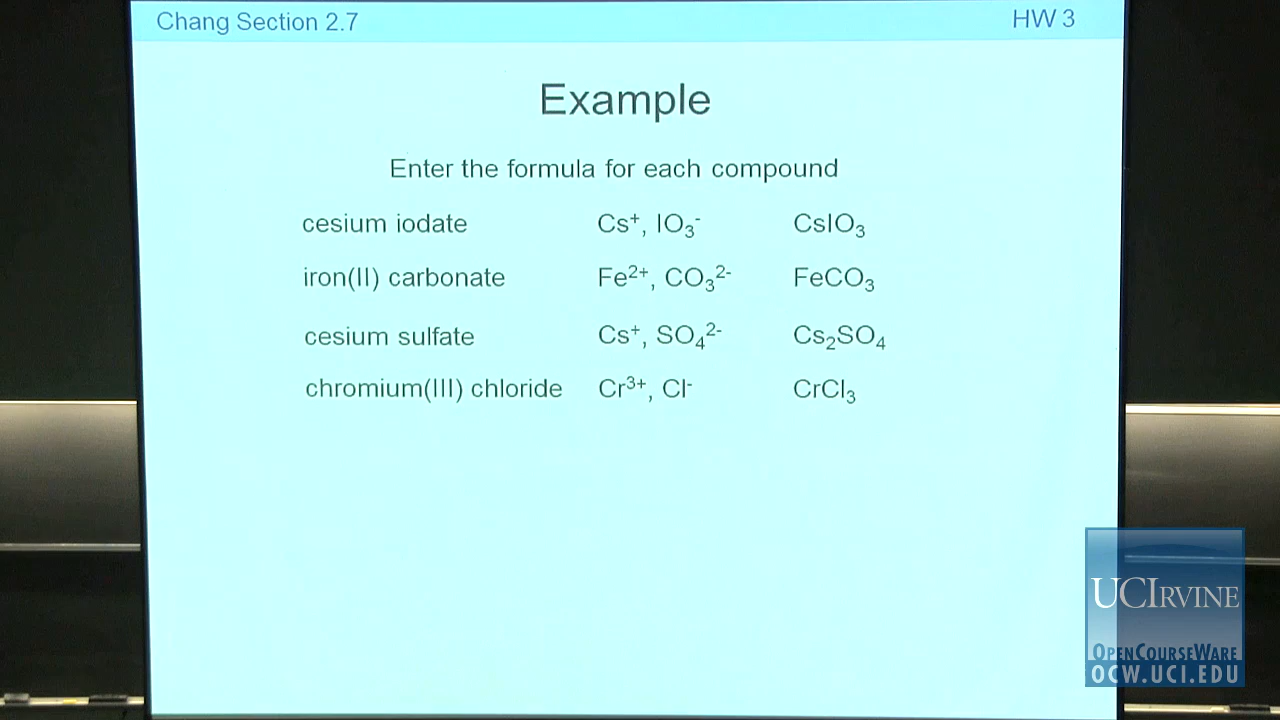 Chang Section 2.7
HW 3
Example
Enter the formula for each compound
cesium iodate Cs⁺, IO₃⁻ CsIO₃
iron(II) carbonate Fe²⁺, CO₃²⁻ FeCO₃
cesium sulfate Cs⁺, SO₄²⁻ Cs₂SO₄
chromium(III) chloride Cr³⁺, Cl⁻ CrCl₃
UCIRVINE
OPENCOURSEWARE
OCW.UCI.EDU